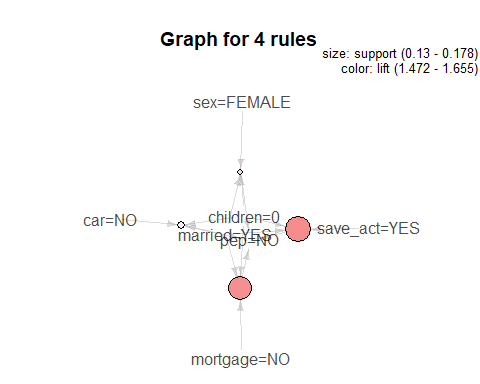 Graph for 4 rules
size: support (0.13 - 0.178)
color: lift (1.472 - 1.655)
sex=FEMALE
children=0
car=NO
married=YES
save_act=YES
pep=NO
mortgage=NO